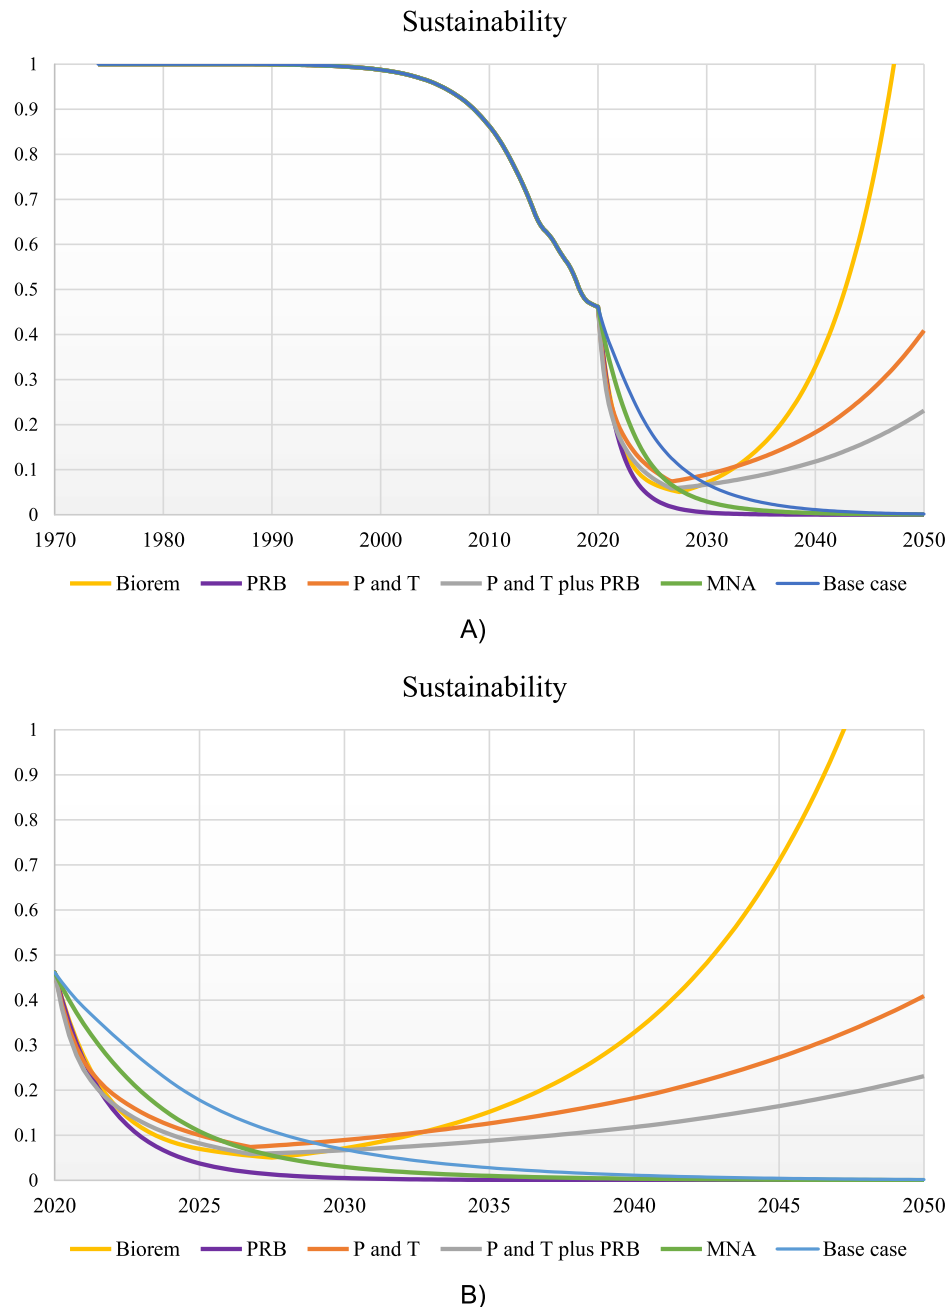 Sustainability
1
0.9
0.8
0.7
0.6
0.5
0.4
0.3
0.2
0.1
0
1970 1980 1990 2000 2010 2020 2030 2040 2050
Biorem PRB P and T P and T plus PRB MNA Base case
A)
Sustainability
1
0.9
0.8
0.7
0.6
0.5
0.4
0.3
0.2
0.1
0
2020 2025 2030 2035 2040 2045 2050
Biorem PRB P and T P and T plus PRB MNA Base case
B)